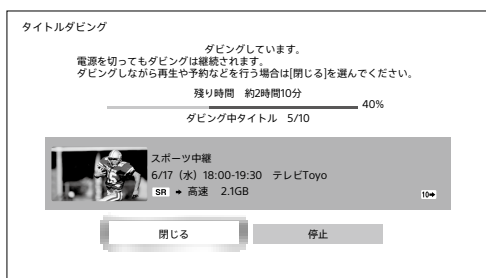 タイトルダビング
ダビングしています。
電源を切ってもダビングは継続されます。
ダビングしながら再生や予約などを行う場合は[閉じる]を選んでください。
残り時間　約2時間10分
40%
ダビング中タイトル　5/10
スポーツ中継
6/17（水）18:00-19:30　テレビToyo
SR ➡ 高速　2.1GB
10➡
閉じる　停止